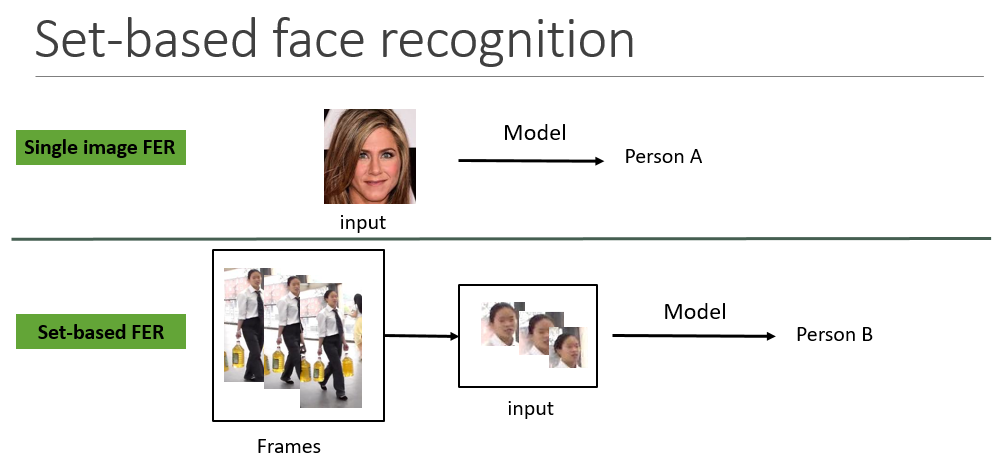 Set-based face recognition
Single image FER
Model
Person A
input
Set-based FER
Model
Person B
input
Frames